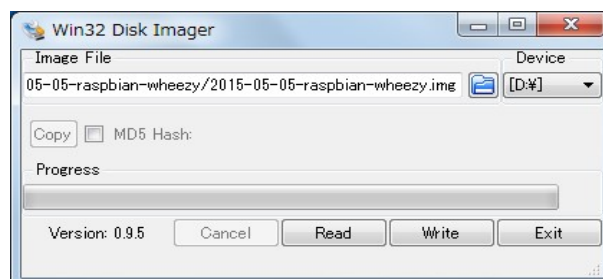 Win32 Disk Imager
Image File
Device
05-05-raspbian-wheezy/2015-05-05-raspbian-wheezy.img
[D:¥]
Copy
MD5 Hash:
Progress
Version: 0.9.5
Cancel
Read
Write
Exit